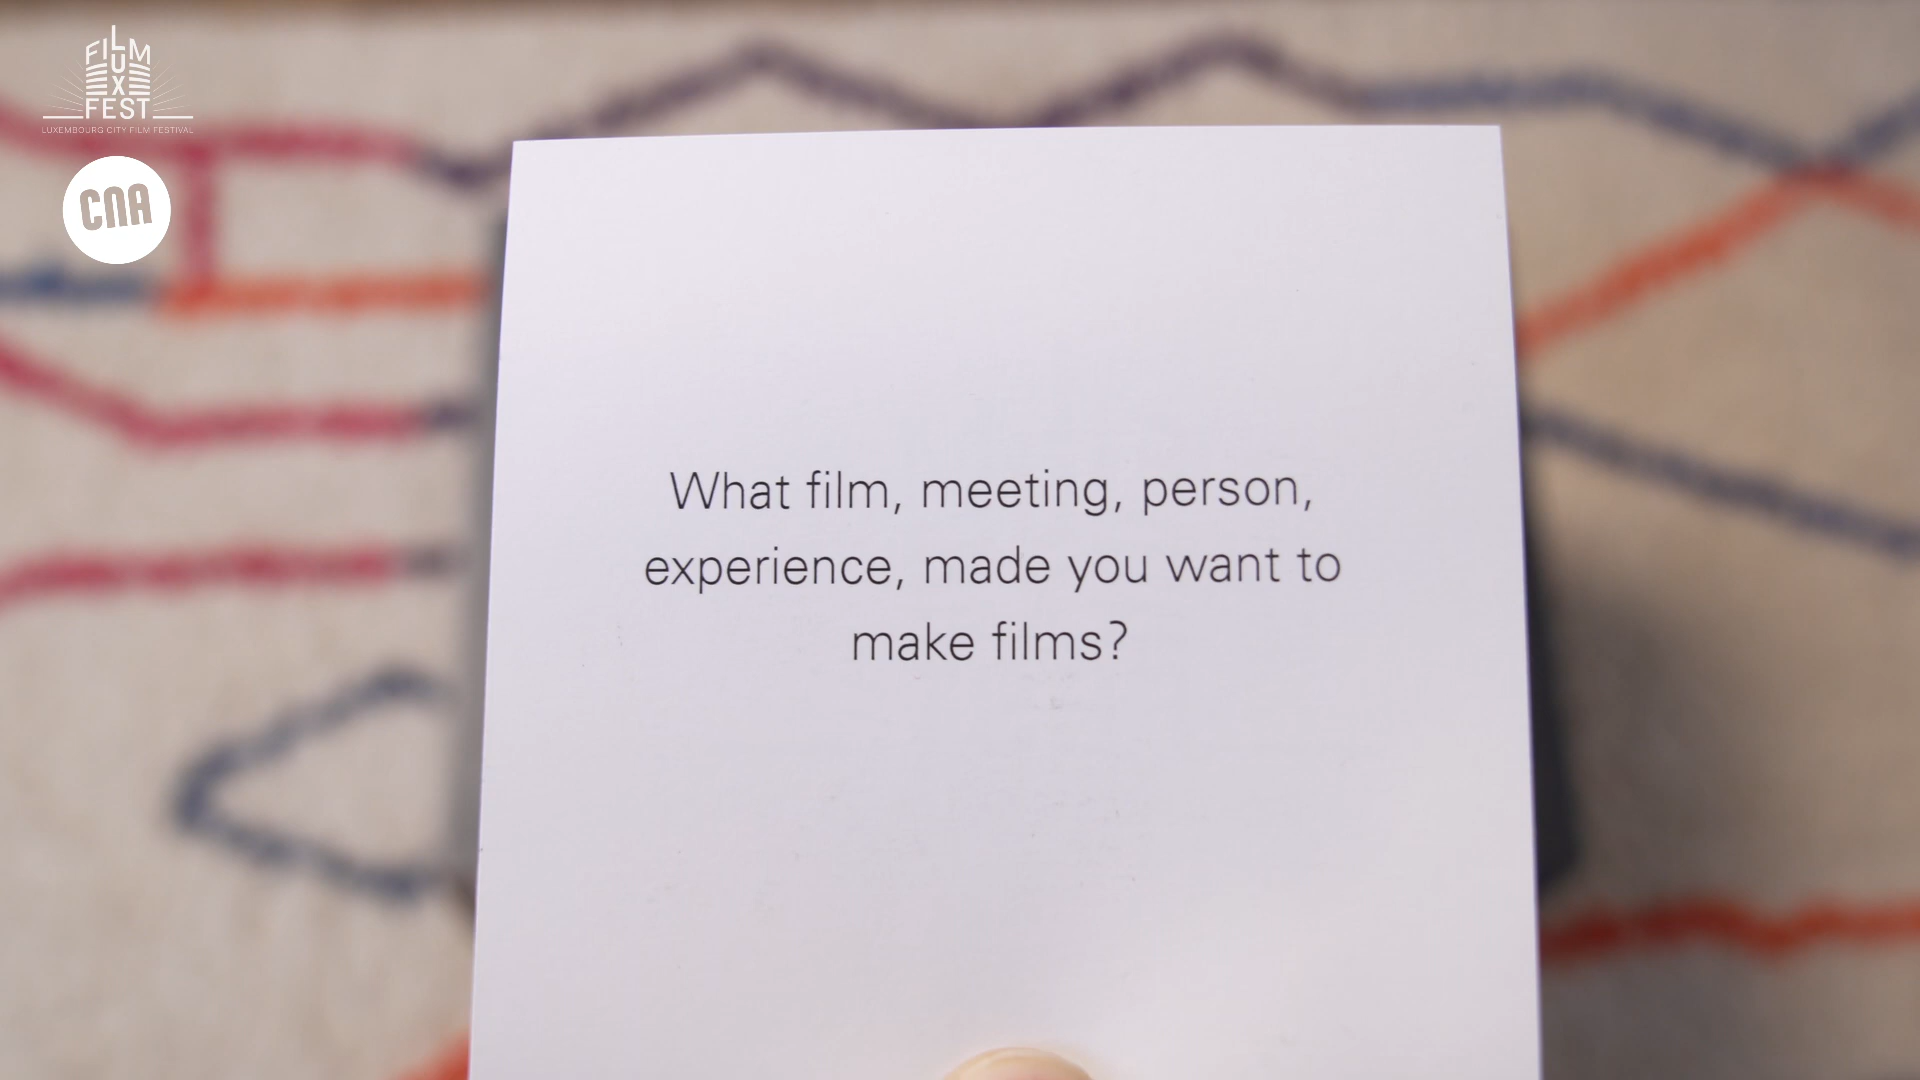 FILM
LUX
FEST
LUXEMBOURG CITY FILM FESTIVAL
CNA
What film, meeting, person,
experience, made you want to
make films?